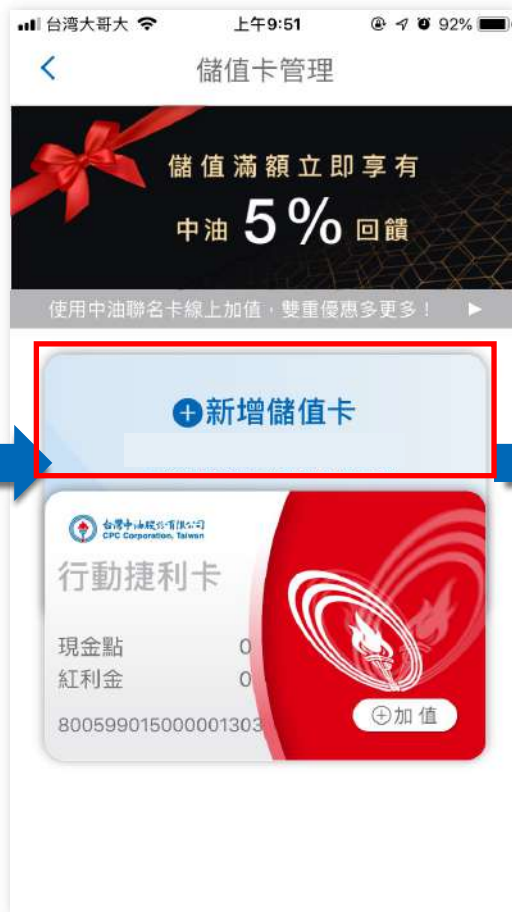 台灣大哥大 上午9:51 92%
儲值卡管理
儲值滿額立即享有
中油 5% 回饋
使用中油聯名卡線上加值，雙重優惠多更多！
新增儲值卡
台灣中油股份有限公司
CPC Corporation, Taiwan
行動捷利卡
現金點 0
紅利金 0
800599015000001303
加值